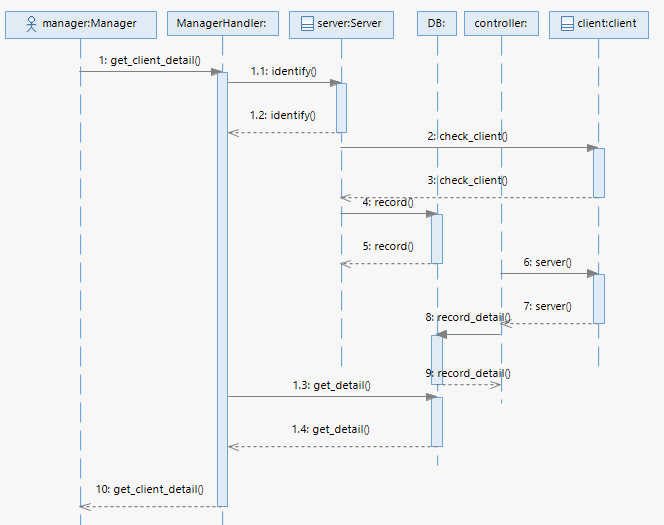 manager:Manager
ManagerHandler:
server:Server
DB:
controller:
client:client
1: get_client_detail()
1.1: identify()
1.2: identify()
2: check_client()
3: check_client()
4: record()
5: record()
6: server()
7: server()
8: record_detail()
9: record_detail()
1.3: get_detail()
1.4: get_detail()
10: get_client_detail()